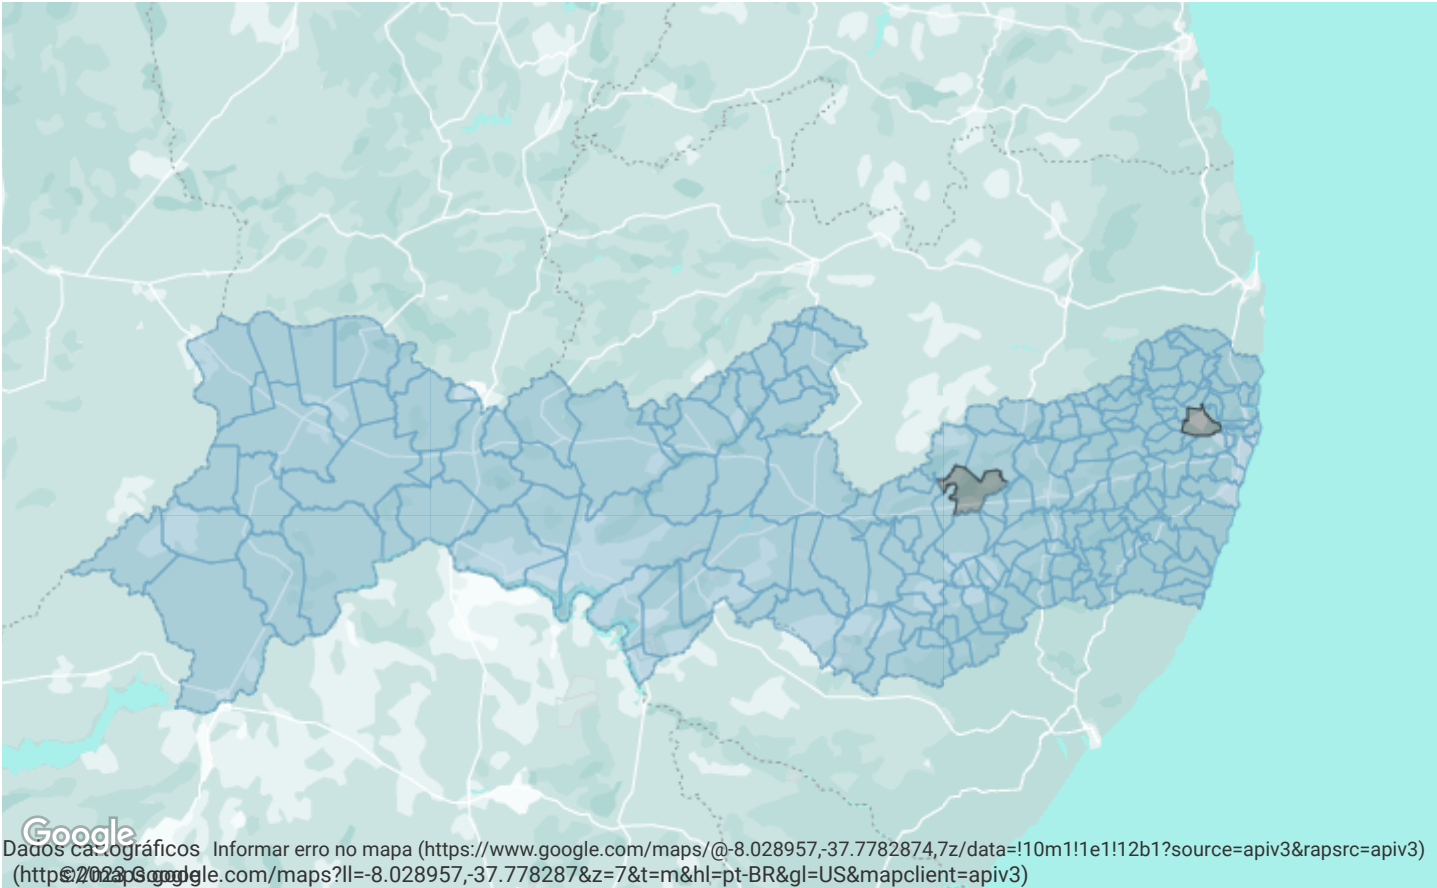 Google
Dados cartográficos Informar erro no mapa (https://www.google.com/maps/@-8.028957,-37.7782874,7z/data=!10m1!1e1!12b1?source=apiv3&rapsrc=apiv3)
(https://maps.google.com/maps?ll=-8.028957,-37.778287&z=7&t=m&hl=pt-BR&gl=US&mapclient=apiv3)
©2023 Google